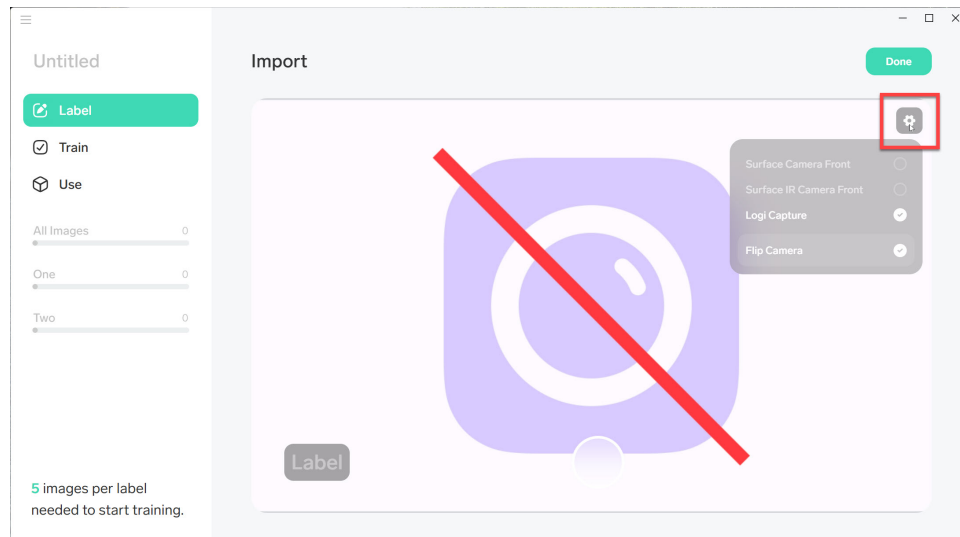 Untitled
Import
Done
Label
Train
Use
Surface Camera Front
Surface IR Camera Front
Logi Capture
Flip Camera
All Images 0
One 0
Two 0
Label
5 images per label
needed to start training.